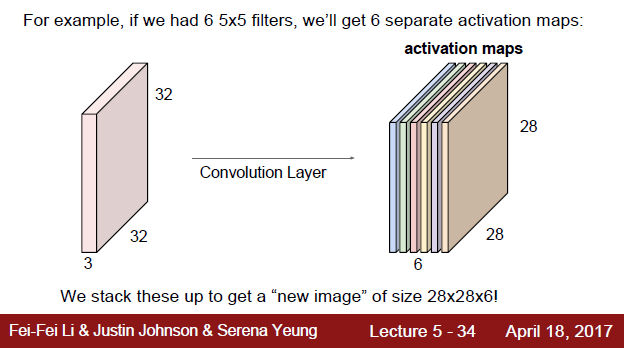 For example, if we had 6 5x5 filters, we'll get 6 separate activation maps:
activation maps
32
28
Convolution Layer
32
28
3
6
We stack these up to get a “new image” of size 28x28x6!
Fei-Fei Li & Justin Johnson & Serena Yeung
Lecture 5 - 34
April 18, 2017